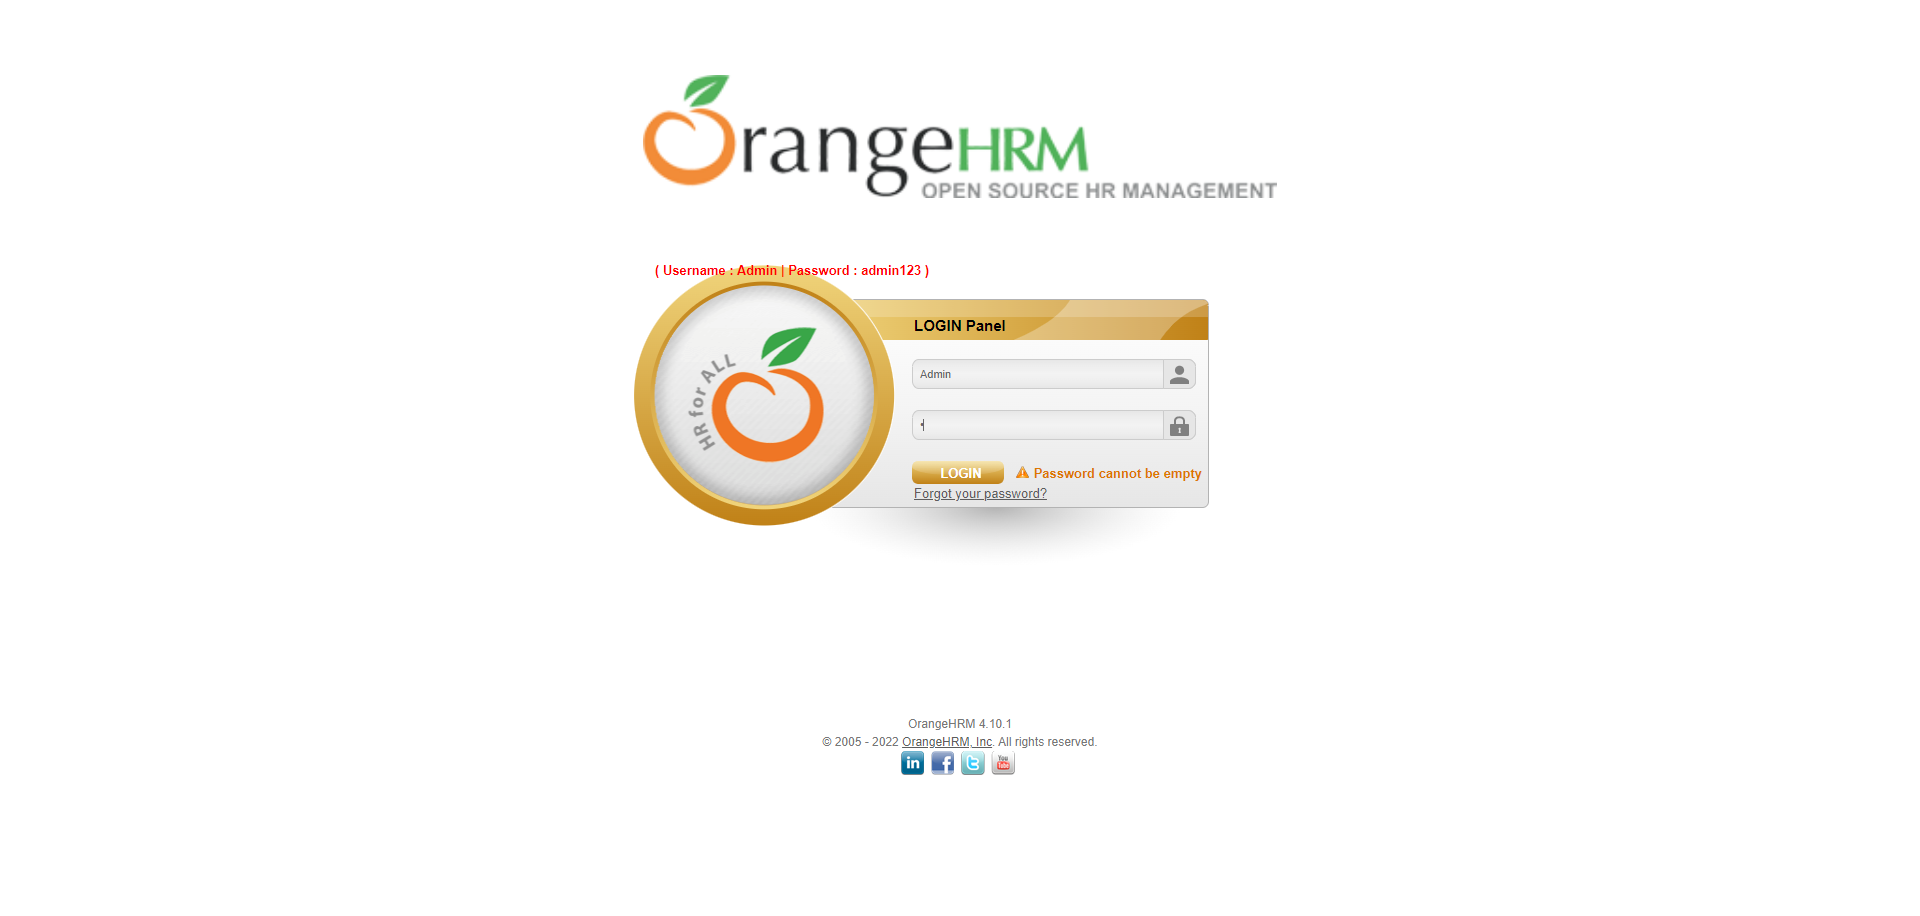 OrangeHRM
OPEN SOURCE HR MANAGEMENT
( Username : Admin | Password : admin123 )
HR for ALL
LOGIN Panel
Admin
LOGIN
Password cannot be empty
Forgot your password?
OrangeHRM 4.10.1
© 2005 - 2022 OrangeHRM, Inc. All rights reserved.
in f t You Tube